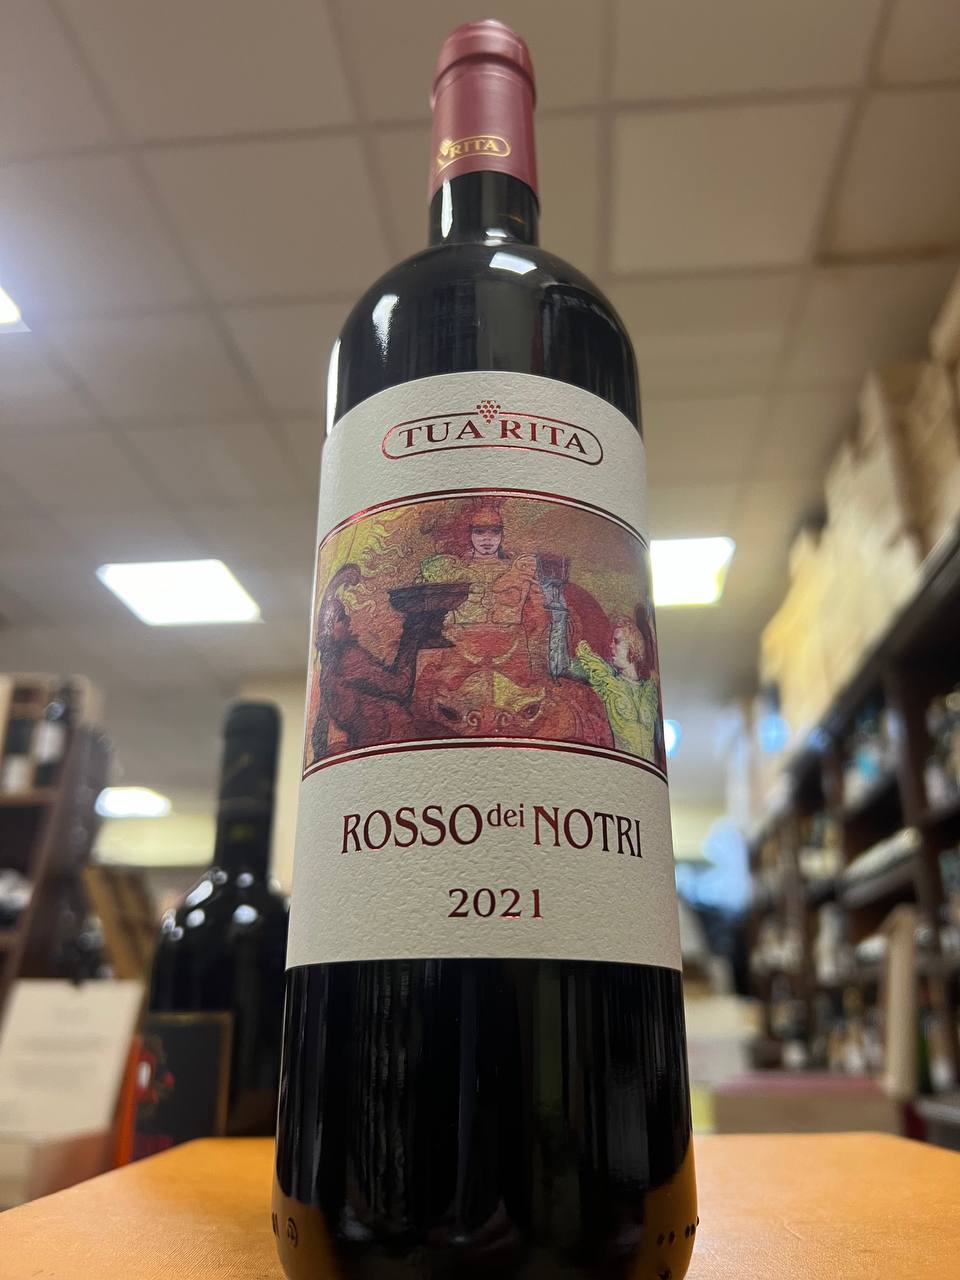 RITA
TUA RITA
ROSSO dei NOTRI
2021